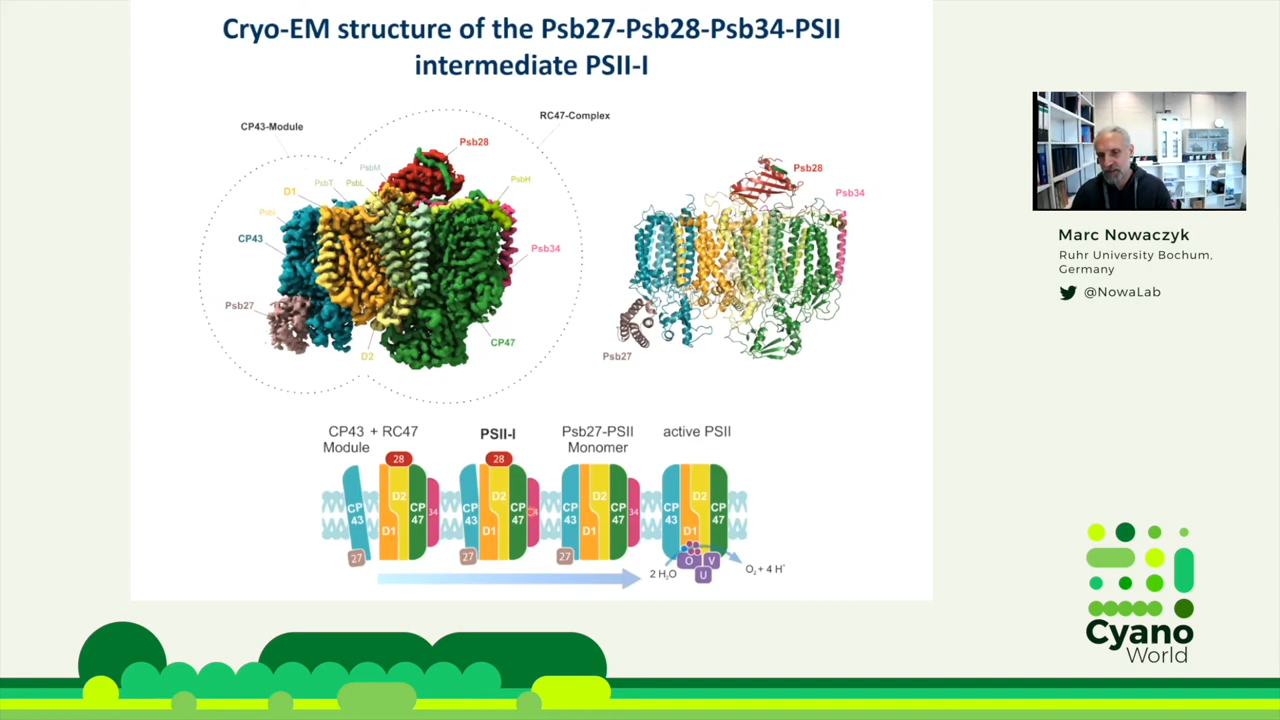 Cryo-EM structure of the Psb27-Psb28-Psb34-PSII
intermediate PSII-I
CP43-Module
RC47-Complex
Psb28
PsbM
PsbT
PsbL
PsbH
D1
PsbI
CP43
Psb34
Psb27
D2
CP47
Psb28
Psb34
Psb27
CP43 + RC47
Module
PSII-I
Psb27-PSII
Monomer
active PSII
28
CP
43
D2
D1
CP
47
34
27
28
CP
43
D2
D1
CP
47
27
CP
43
D2
D1
CP
47
34
27
CP
43
D2
D1
CP
47
O
V
U
2 H₂O
O₂ + 4 H⁺
Marc Nowaczyk
Ruhr University Bochum,
Germany
@NowaLab
Cyano
World